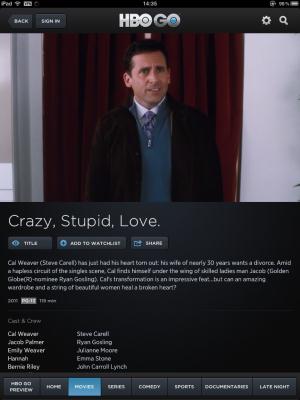 iPad VPN 14:35 99%
BACK SIGN IN HBO GO
Crazy, Stupid, Love.
TITLE ADD TO WATCHLIST SHARE
Cal Weaver (Steve Carell) has just had his heart torn out: his wife of nearly 30 years wants a divorce. Amid
a hapless circuit of the singles scene, Cal finds himself under the wing of skilled ladies man Jacob (Golden
Globe(R)-nominee Ryan Gosling). Cal's transformation is an impressive feat...but can an amazing
wardrobe and a string of beautiful women heal a broken heart?
2011 PG-13 119 min
Cast & Crew
Cal Weaver Steve Carell
Jacob Palmer Ryan Gosling
Emily Weaver Julianne Moore
Hannah Emma Stone
Bernie Riley John Carroll Lynch
HBO GO PREVIEW HOME MOVIES SERIES COMEDY SPORTS DOCUMENTARIES LATE NIGHT